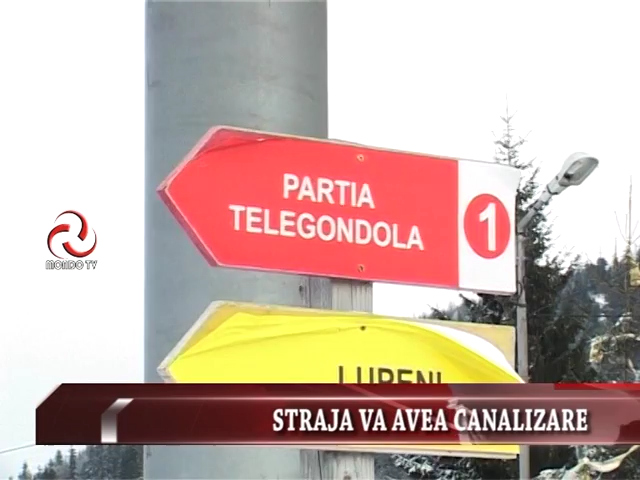 PARTIA
TELEGONDOLA
1
MONDO TV
LUPENI
STRAJA VA AVEA CANALIZARE